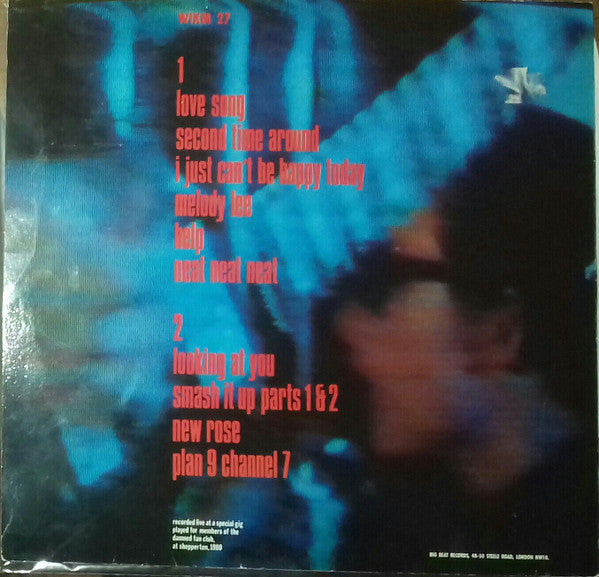 WIKM 27
1
love song
second time around
i just can't be happy today
melody lee
help
neat neat neat
2
looking at you
smash it up parts 1 & 2
new rose
plan 9 channel 7
recorded live at a special gig
played for members of the
damned fan club,
at shepperton, 1980
BIG BEAT RECORDS, 48-50 STEELE ROAD, LONDON NW10.